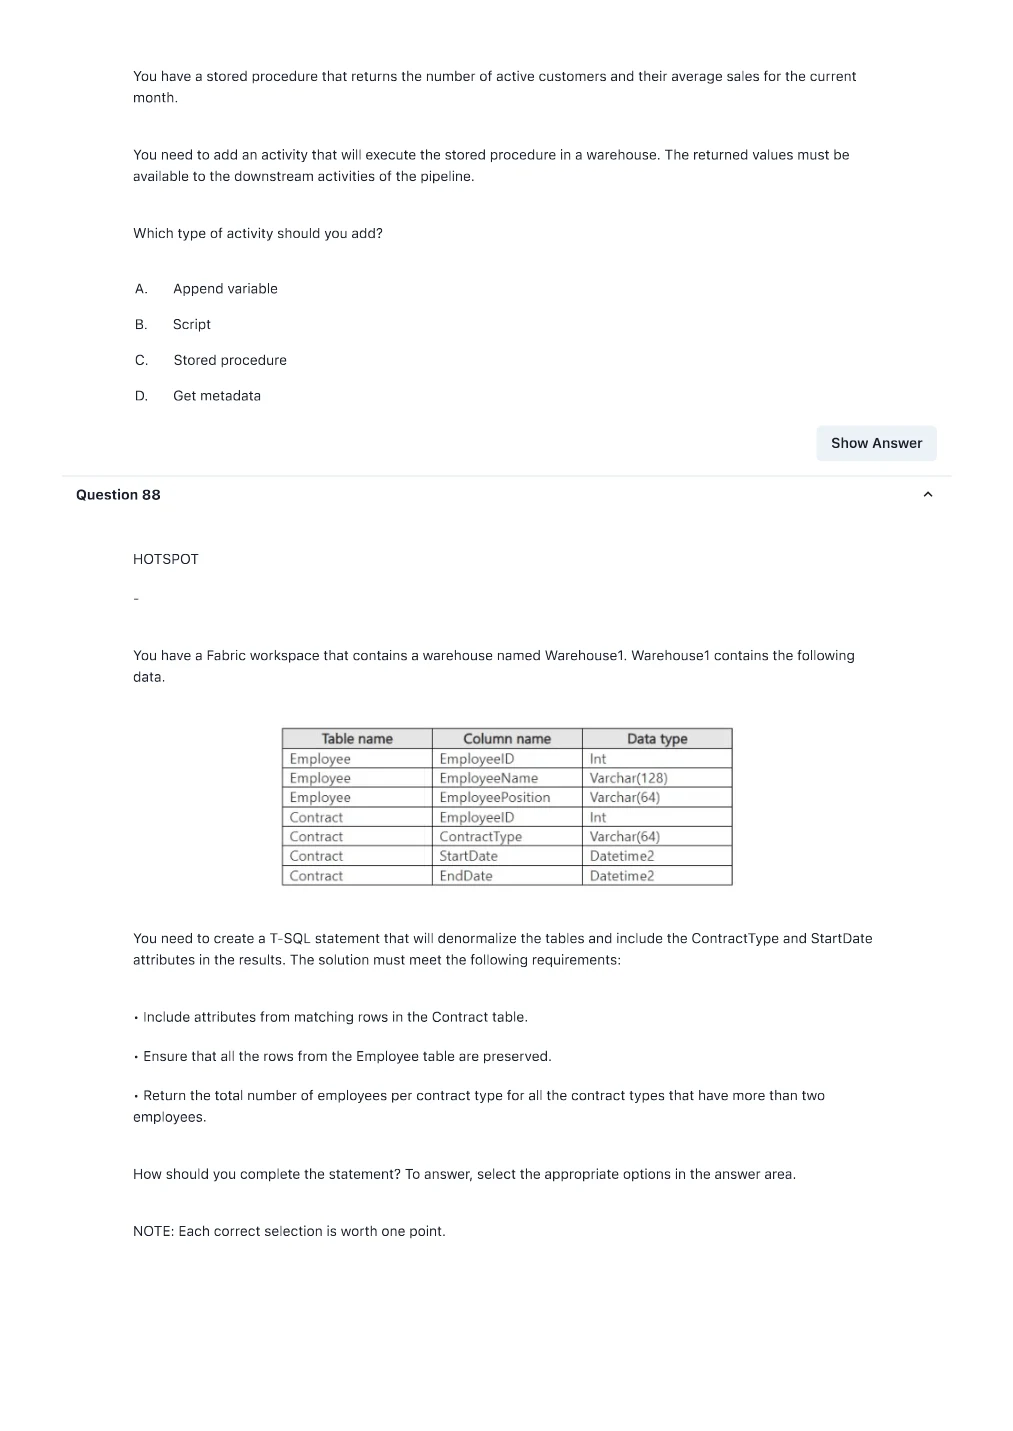 You have a stored procedure that returns the number of active customers and their average sales for the current
month.
You need to add an activity that will execute the stored procedure in a warehouse. The returned values must be
available to the downstream activities of the pipeline.
Which type of activity should you add?
A. Append variable
B. Script
C. Stored procedure
D. Get metadata
Show Answer
Question 88
HOTSPOT
-
You have a Fabric workspace that contains a warehouse named Warehouse1. Warehouse1 contains the following
data.
Table name Column name Data type
Employee EmployeeID Int
Employee EmployeeName Varchar(128)
Employee EmployeePosition Varchar(64)
Contract EmployeeID Int
Contract ContractType Varchar(64)
Contract StartDate Datetime2
Contract EndDate Datetime2
You need to create a T-SQL statement that will denormalize the tables and include the ContractType and StartDate
attributes in the results. The solution must meet the following requirements:
• Include attributes from matching rows in the Contract table.
• Ensure that all the rows from the Employee table are preserved.
• Return the total number of employees per contract type for all the contract types that have more than two
employees.
How should you complete the statement? To answer, select the appropriate options in the answer area.
NOTE: Each correct selection is worth one point.